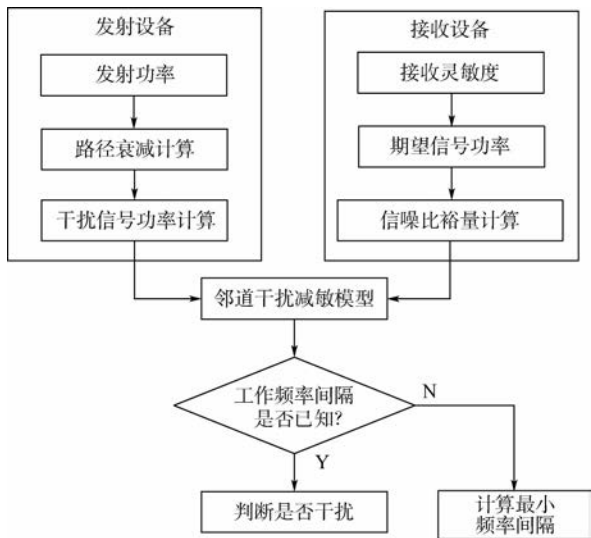 发射设备
发射功率
路径衰减计算
干扰信号功率计算
接收设备
接收灵敏度
期望信号功率
信噪比裕量计算
邻道干扰减敏模型
工作频率间隔
是否已知?
N
Y
判断是否干扰
计算最小
频率间隔